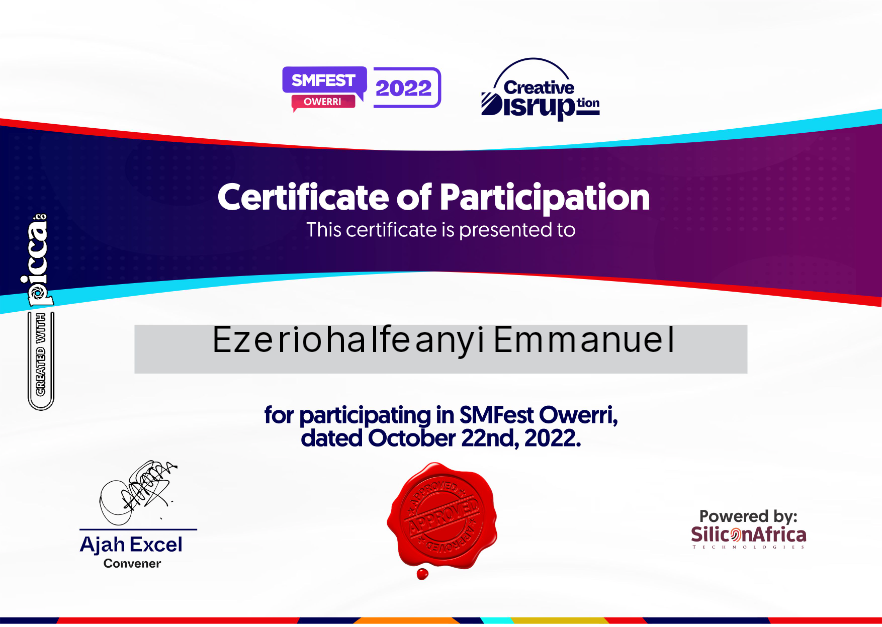 SMFEST 2022
OWERRI
Creative
Disruption
Certificate of Participation
This certificate is presented to
CREATED WITH picca.co
EzeriohaIfeanyi Emmanuel
for participating in SMFest Owerri,
dated October 22nd, 2022.
APPROVED
Ajah Excel
Convener
Powered by:
SiliconAfrica
TECHNOLOGIES